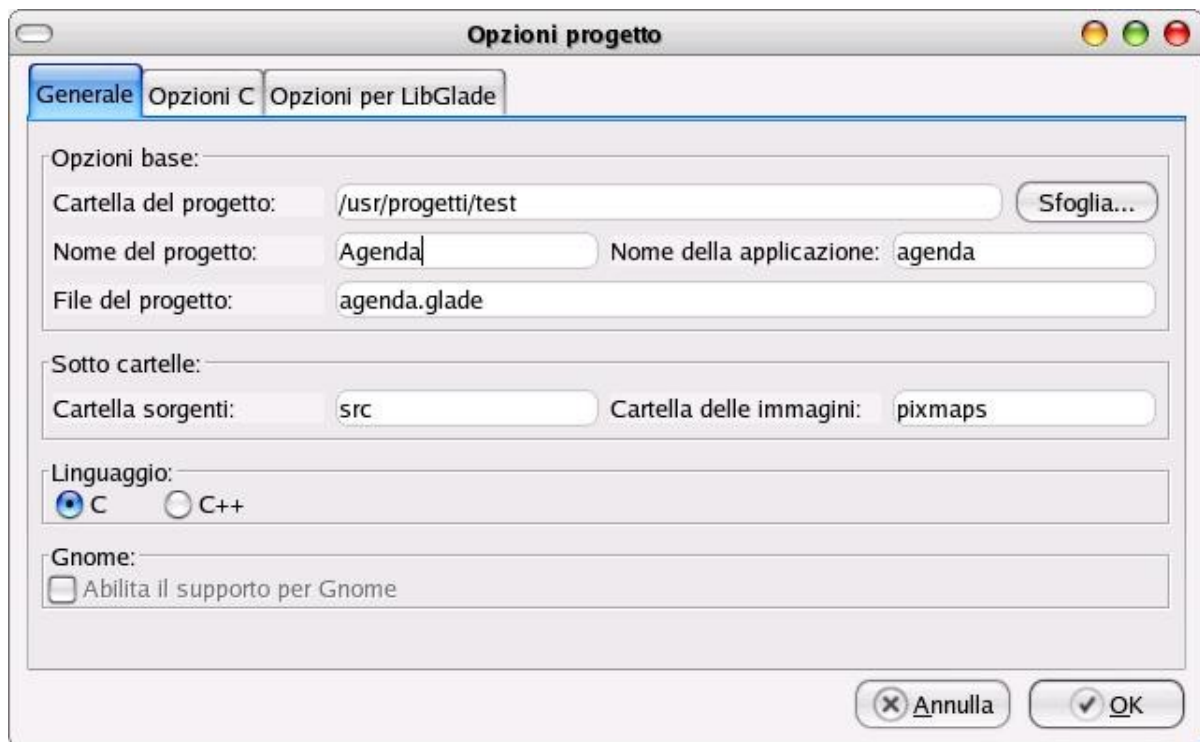 Opzioni progetto
Generale Opzioni C Opzioni per LibGlade
Opzioni base:
Cartella del progetto: /usr/progetti/test Sfoglia...
Nome del progetto: Agenda Nome della applicazione: agenda
File del progetto: agenda.glade
Sotto cartelle:
Cartella sorgenti: src Cartella delle immagini: pixmaps
Linguaggio:
C C++
Gnome:
Abilita il supporto per Gnome
Annulla OK